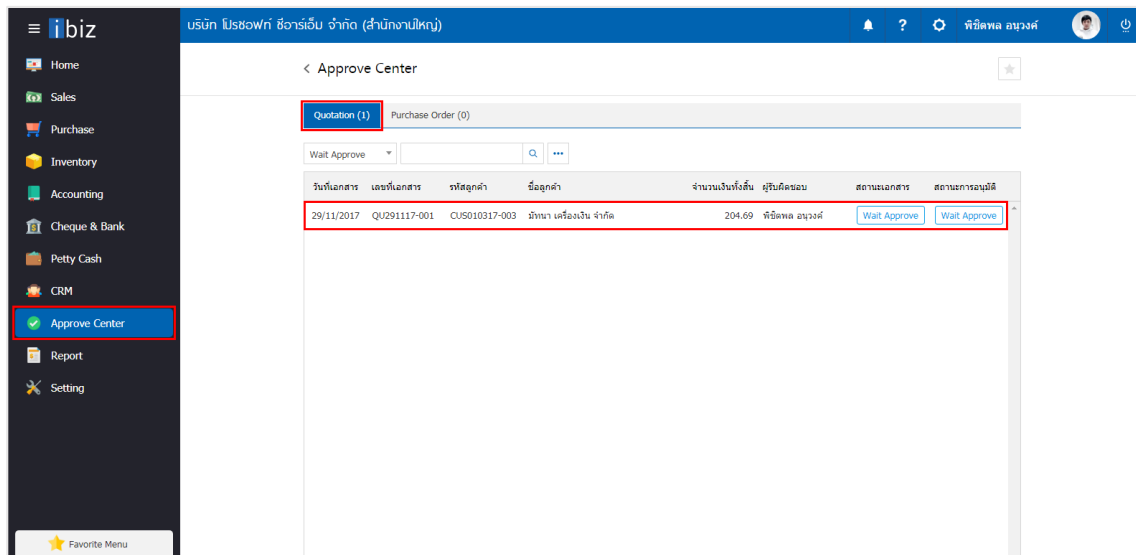 ibiz
บริษัท โปรซอฟท์ ซีอาร์เอ็ม จำกัด (สำนักงานใหญ่)
?
พิชิตพล อนุวงค์
Home
Sales
Purchase
Inventory
Accounting
Cheque & Bank
Petty Cash
CRM
Approve Center
Report
Setting
Favorite Menu
< Approve Center
Quotation (1) Purchase Order (0)
Wait Approve
วันที่เอกสาร เลขที่เอกสาร รหัสลูกค้า ชื่อลูกค้า จำนวนเงินทั้งสิ้น ผู้รับผิดชอบ สถานะเอกสาร สถานะการอนุมัติ
29/11/2017 QU291117-001 CUS010317-003 มัทนา เครื่องเงิน จำกัด 204.69 พิชิตพล อนุวงค์ Wait Approve Wait Approve